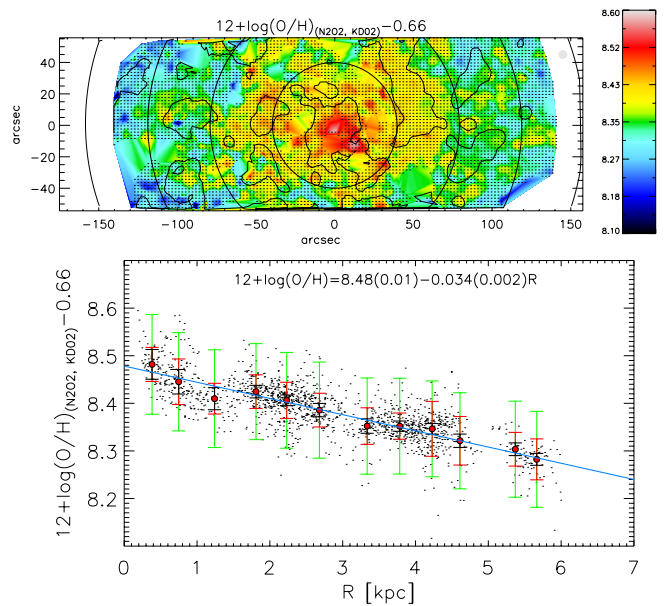 12+log(O/H)(N2O2, KD02)−0.66
arcsec
40
20
0
−20
−40
−150 −100 −50 0 50 100 150
arcsec
8.60
8.52
8.43
8.35
8.27
8.18
8.10
12+log(O/H)=8.48(0.01)−0.034(0.002)R
12+log(O/H)(N2O2, KD02)−0.66
8.6
8.5
8.4
8.3
8.2
0 1 2 3 4 5 6 7
R [kpc]